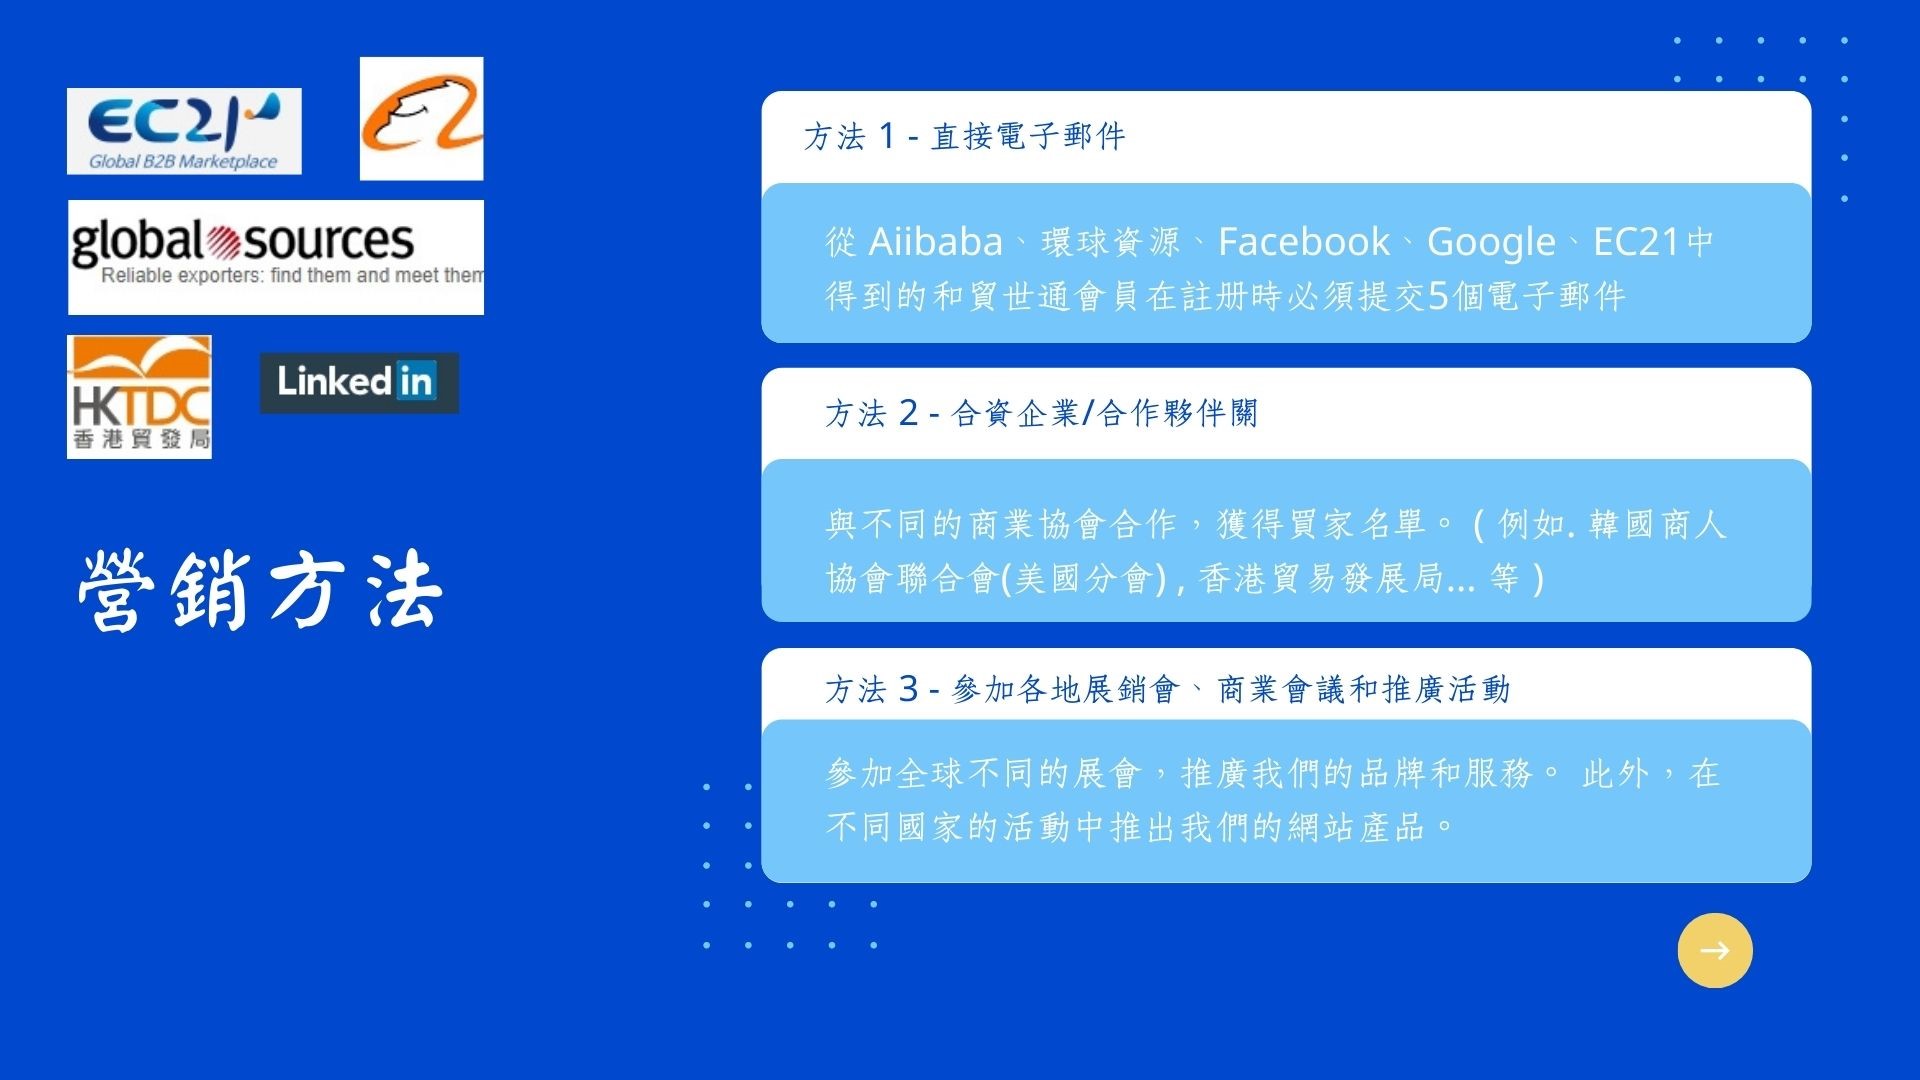 EC21
Global B2B Marketplace
global sources
Reliable exporters: find them and meet them
HKTDC
香港貿發局
Linked in
營銷方法
方法 1 - 直接電子郵件
從 Aiibaba、環球資源、Facebook、Google、EC21中
得到的和貿世通會員在註册時必須提交5個電子郵件
方法 2 - 合資企業/合作夥伴關
與不同的商業協會合作，獲得買家名單。 ( 例如. 韓國商人
協會聯合會(美國分會) , 香港貿易發展局... 等 )
方法 3 - 參加各地展銷會、商業會議和推廣活動
參加全球不同的展會，推廣我們的品牌和服務。 此外，在
不同國家的活動中推出我們的網站產品。